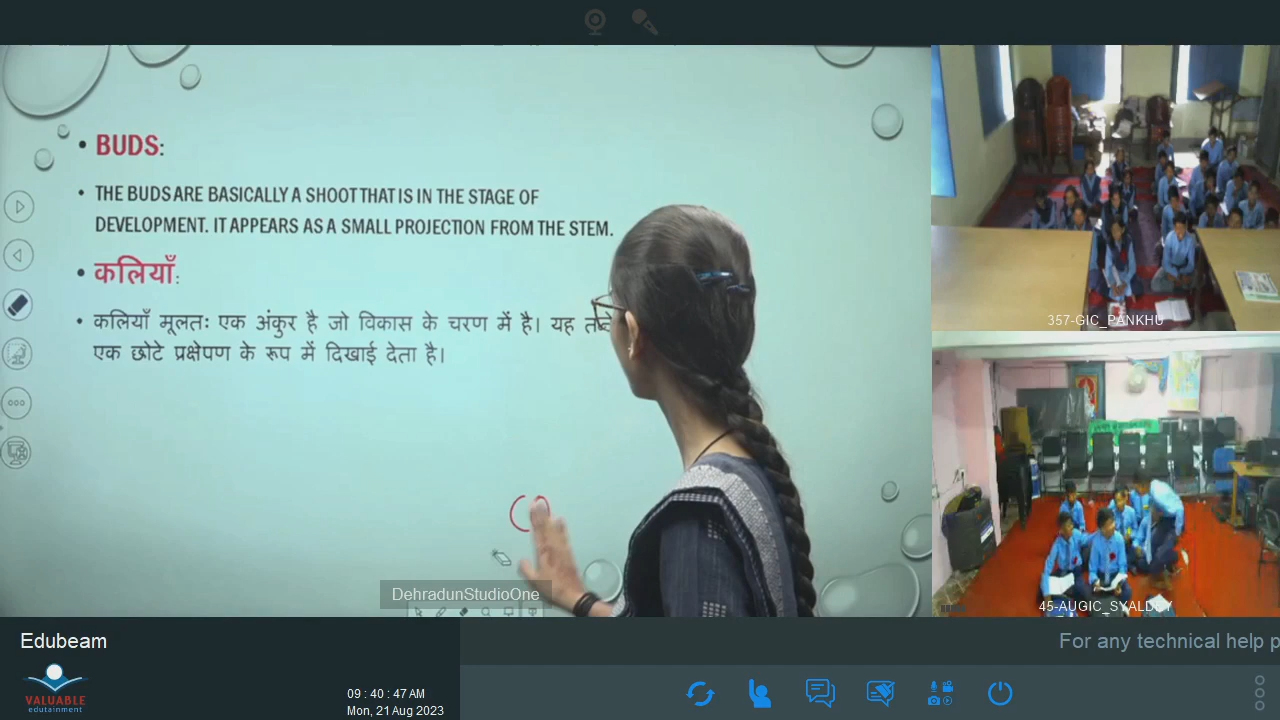 BUDS:
THE BUDS ARE BASICALLY A SHOOT THAT IS IN THE STAGE OF
DEVELOPMENT. IT APPEARS AS A SMALL PROJECTION FROM THE STEM.
कलियाँ:
कलियाँ मूलतः एक अंकुर है जो विकास के चरण में है। यह
एक छोटे प्रक्षेपण के रूप में दिखाई देता है।
357-GIC_PANKHU
45-AUGIC_SYALDEY
DehradunStudioOne
Edubeam
For any technical help p
VALUABLE
edutainment
09 : 40 : 47 AM
Mon, 21 Aug 2023